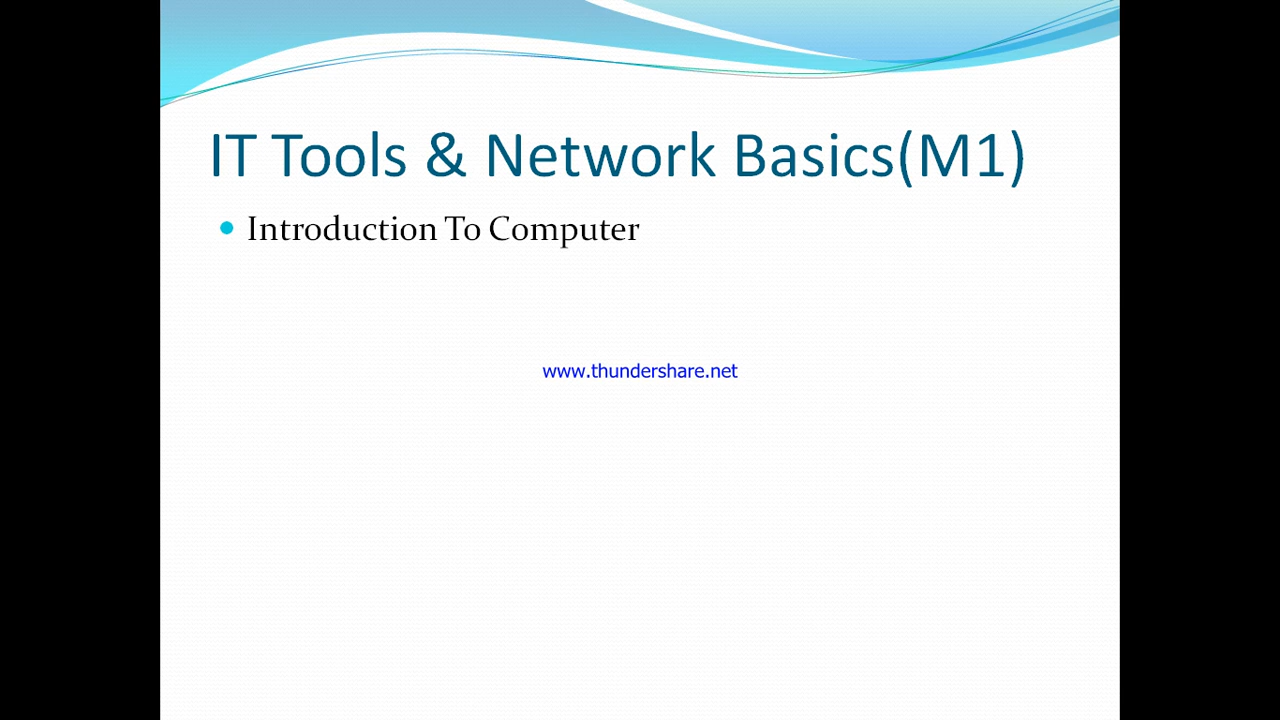 IT Tools & Network Basics(M1)
Introduction To Computer
www.thundershare.net